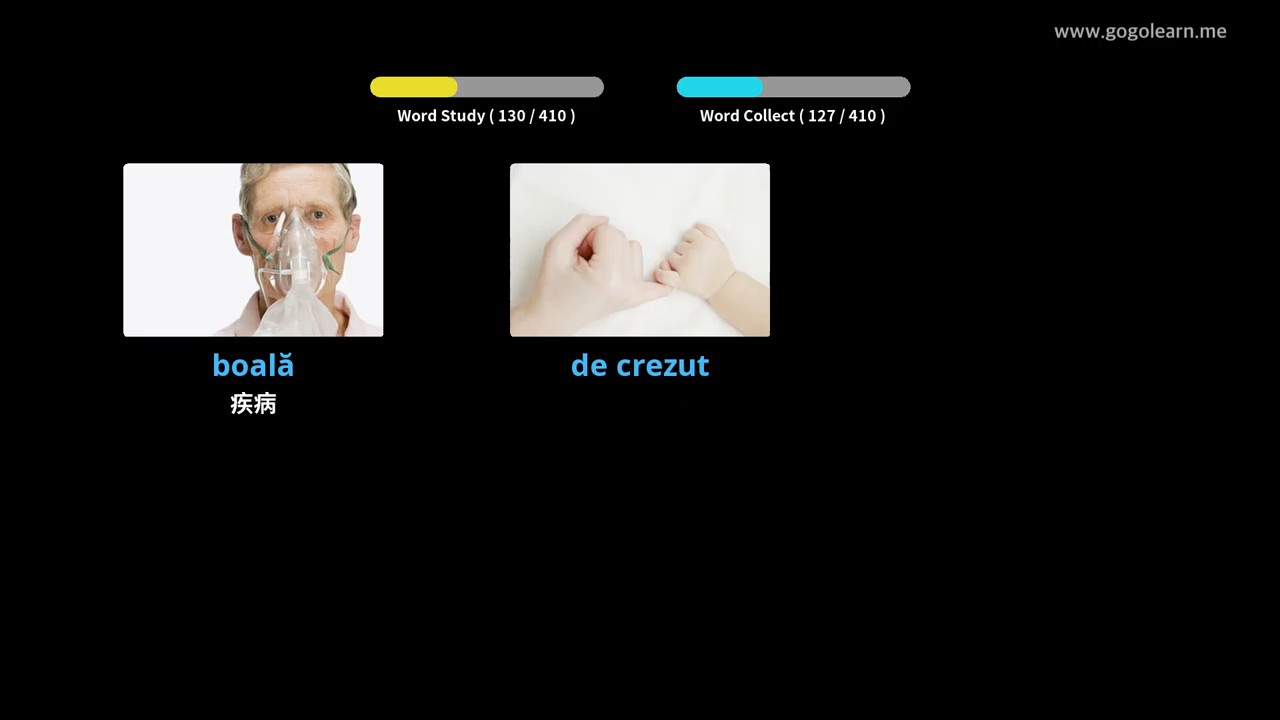 www.gogolearn.me
Word Study ( 130 / 410 )
Word Collect ( 127 / 410 )
boală
de crezut
疾病